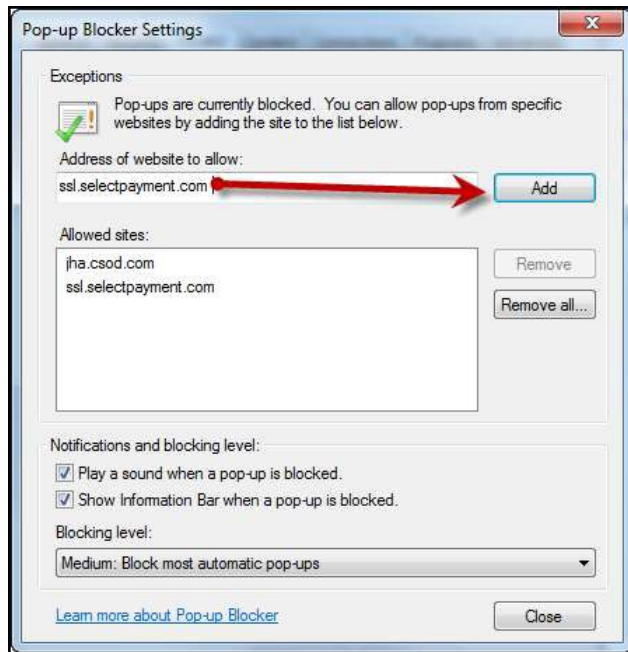 Pop-up Blocker Settings
Exceptions
Pop-ups are currently blocked. You can allow pop-ups from specific
websites by adding the site to the list below.
Address of website to allow:
ssl.selectpayment.com
Add
Allowed sites:
jha.csod.com
ssl.selectpayment.com
Remove
Remove all...
Notifications and blocking level:
Play a sound when a pop-up is blocked.
Show Information Bar when a pop-up is blocked.
Blocking level:
Medium: Block most automatic pop-ups
Learn more about Pop-up Blocker
Close